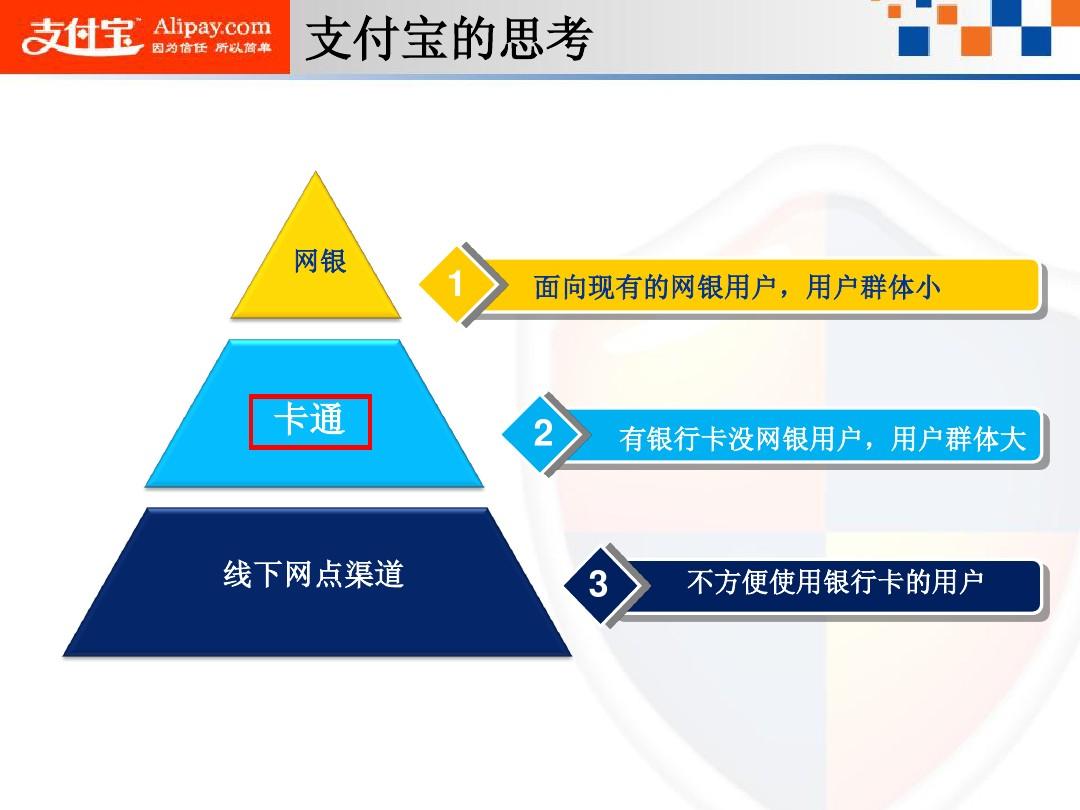 支付宝™ Alipay.com
因为信任 所以简单
支付宝的思考
网银
1
面向现有的网银用户，用户群体小
卡通
2
有银行卡没网银用户，用户群体大
线下网点渠道
3
不方便使用银行卡的用户